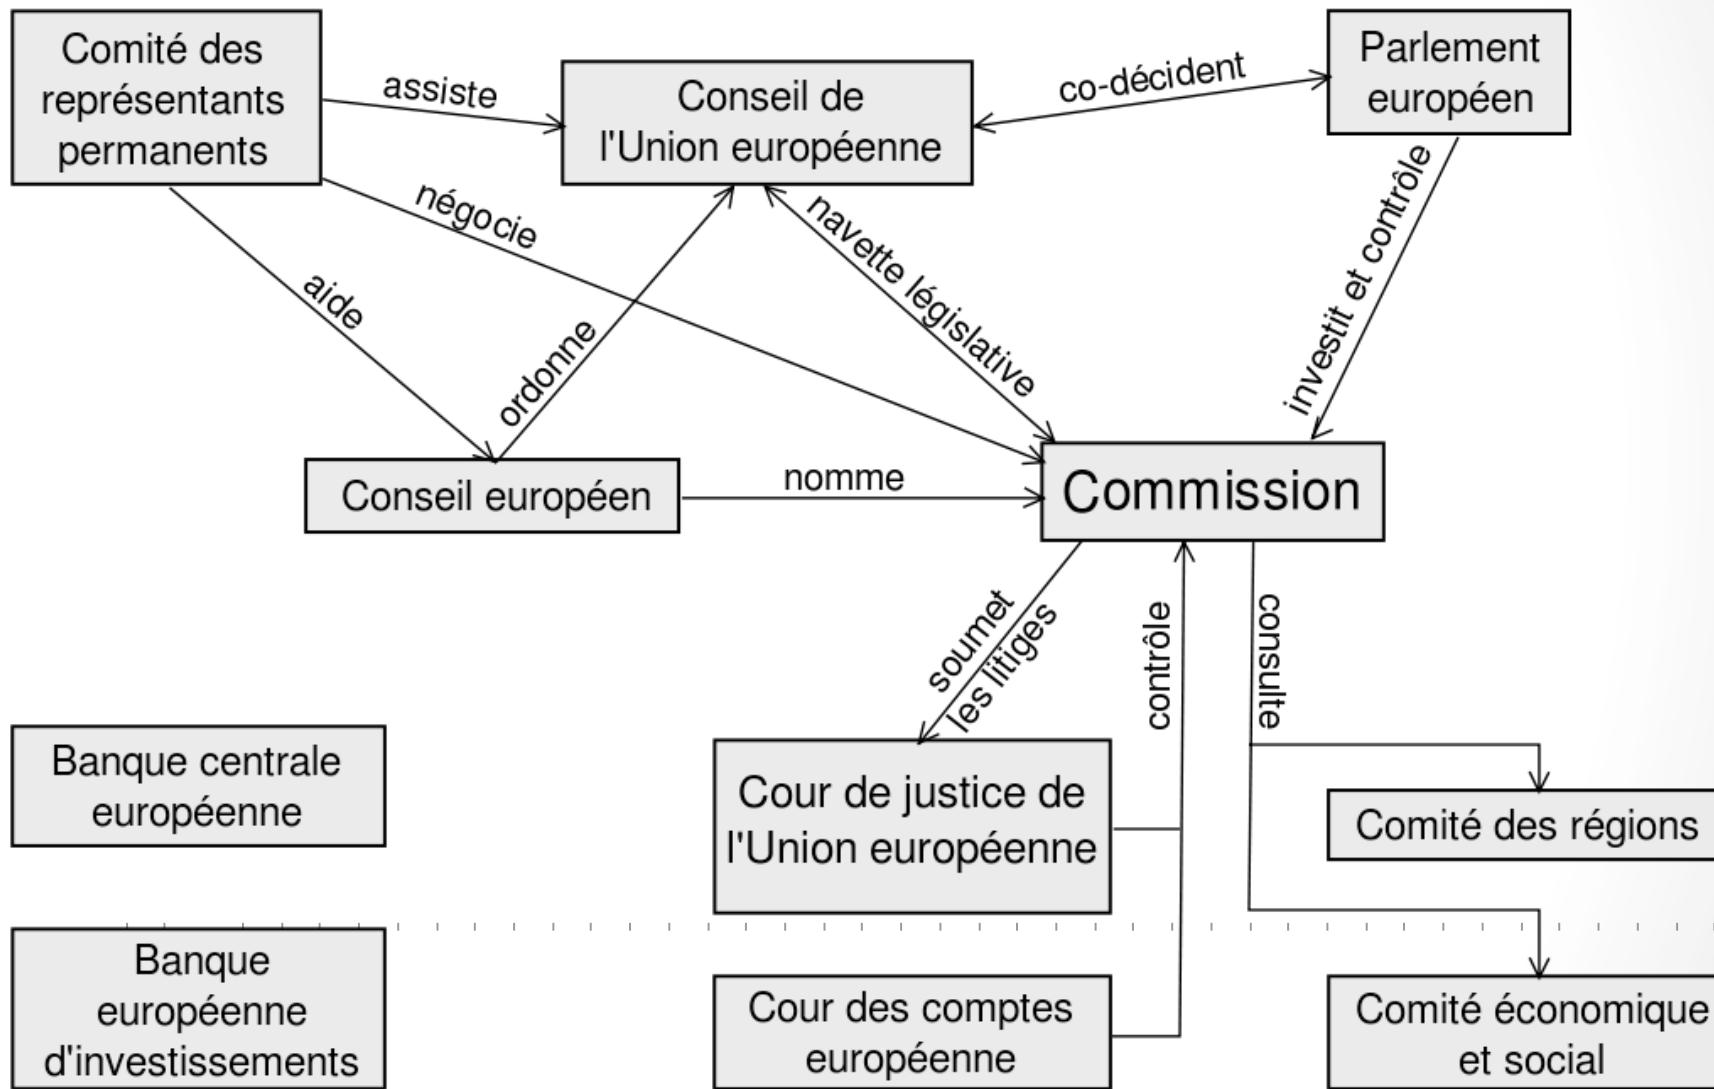 Comité des
représentants
permanents
assiste
Conseil de
l'Union européenne
co-décident
Parlement
européen
négocie
navette législative
investit et contrôle
aide
ordonne
Conseil européen
nomme
Commission
soumet
les litiges
contrôle
consulte
Banque centrale
européenne
Cour de justice de
l'Union européenne
Comité des régions
Banque
européenne
d'investissements
Cour des comptes
européenne
Comité économique
et social